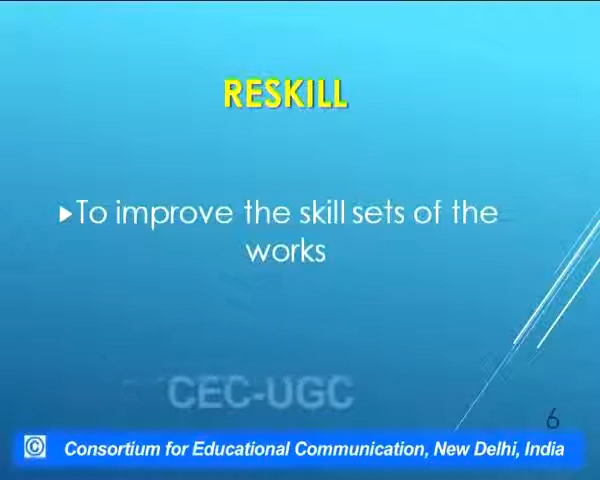 RESKILL
To improve the skill sets of the
works
CEC-UGC
6
© Consortium for Educational Communication, New Delhi, India